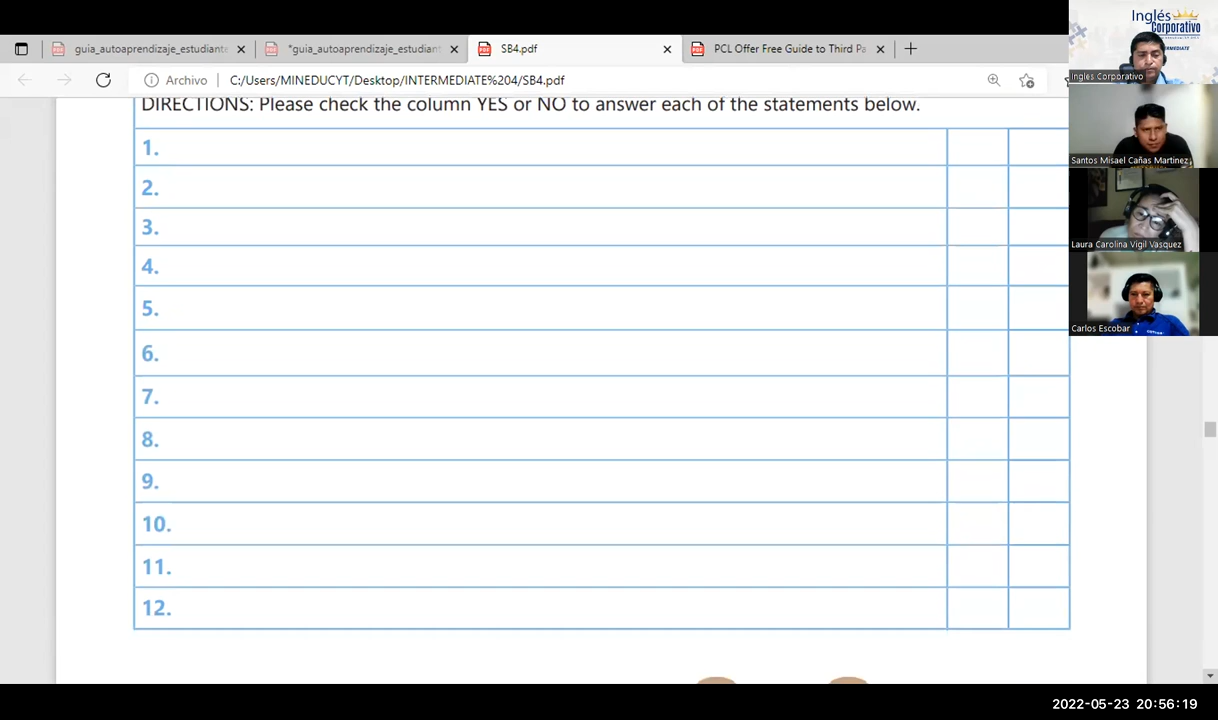 guia_autoaprendizaje_estudiante
*guia_autoaprendizaje_estudiant
SB4.pdf
PCL Offer Free Guide to Third Pa
Archivo
C:/Users/MINEDUCYT/Desktop/INTERMEDIATE%204/SB4.pdf
DIRECTIONS: Please check the column YES or NO to answer each of the statements below.
1.
2.
3.
4.
5.
6.
7.
8.
9.
10.
11.
12.
Inglés
Corporativo
Ingles Corporativo
Santos Misael Cañas Martinez
Laura Carolina Vigil Vasquez
Carlos Escobar
2022-05-23 20:56:19